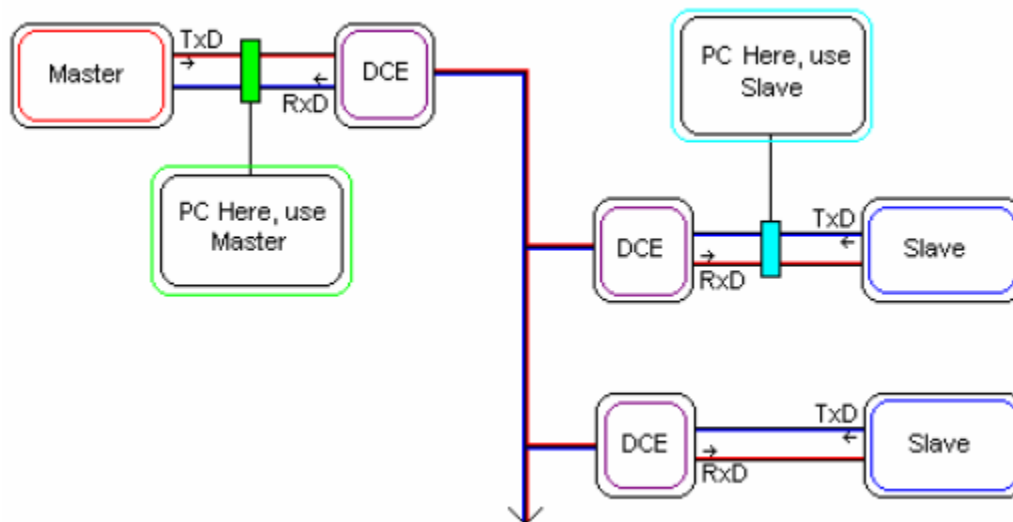 TxD
Master
DCE
RxD
PC Here, use
Master
PC Here, use
Slave
DCE
TxD
RxD
Slave
DCE
TxD
RxD
Slave